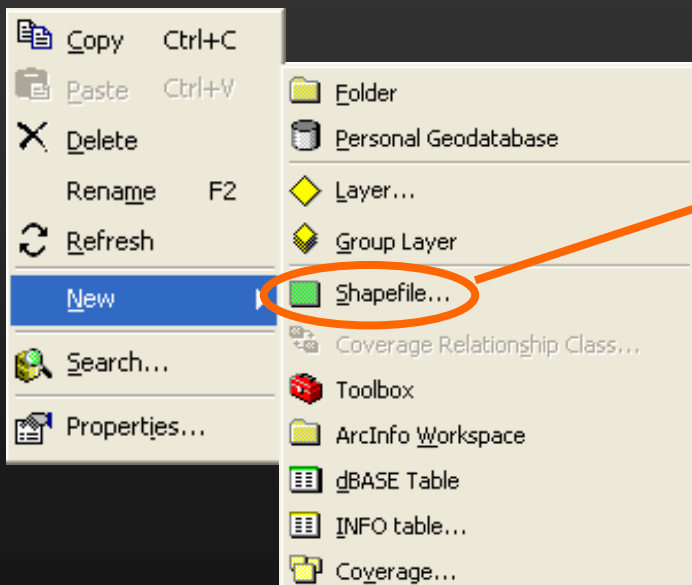 Copy Ctrl+C
Paste Ctrl+V
Delete
Rename F2
Refresh
New
Search...
Properties...
Folder
Personal Geodatabase
Layer...
Group Layer
Shapefile...
Coverage Relationship Class...
Toolbox
ArcInfo Workspace
dBASE Table
INFO table...
Coverage...